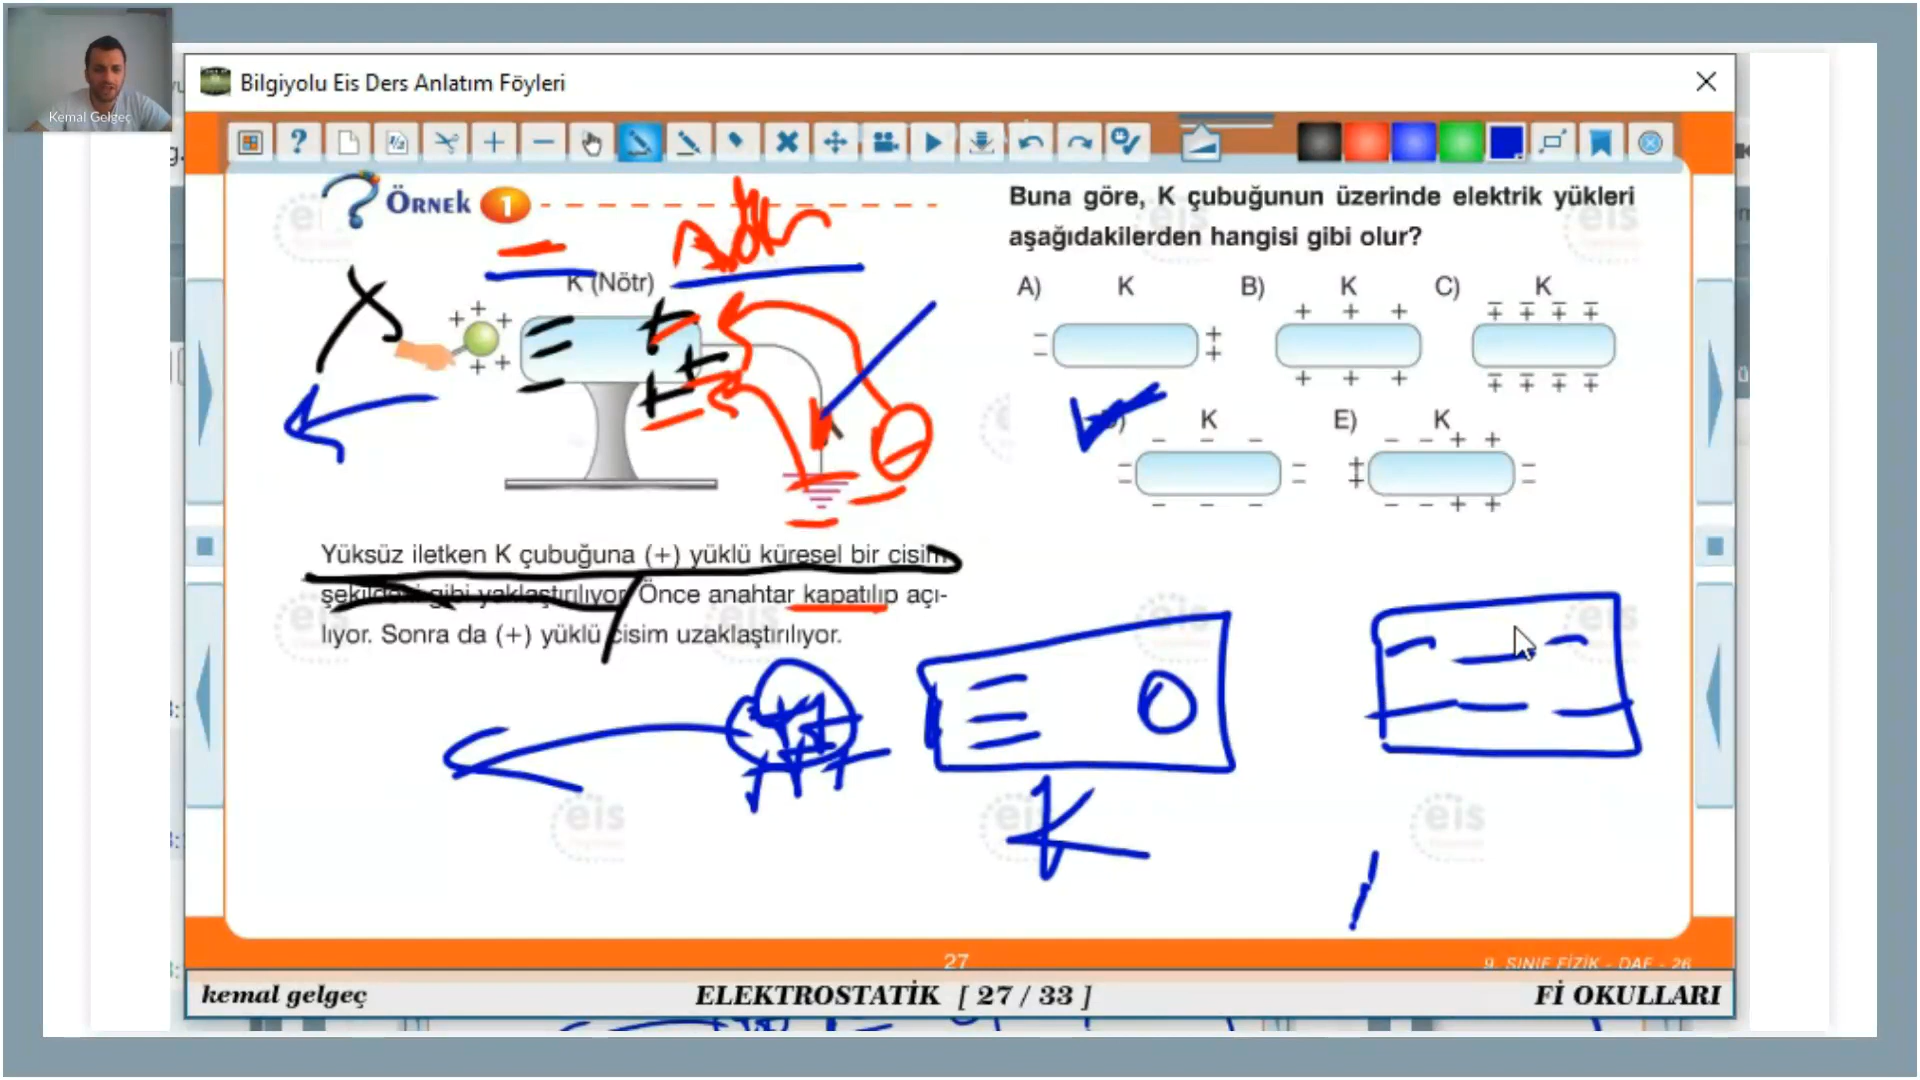 Bilgiyolu Eis Ders Anlatım Föyleri
Kemal Gelgeç
ÖRNEK 1
K (Nötr)
Yüksüz iletken K çubuğuna (+) yüklü küresel bir cisim
şekildeki gibi yaklaştırılıyor. Önce anahtar kapatılıp açı-
lıyor. Sonra da (+) yüklü cisim uzaklaştırılıyor.
Buna göre, K çubuğunun üzerinde elektrik yükleri
aşağıdakilerden hangisi gibi olur?
A) K B) K C) K
D) K E) K
K
eis
27
9. SINIF FİZİK - DAF - 26
kemal gelgeç ELEKTROSTATİK [ 27 / 33 ] Fİ OKULLARI